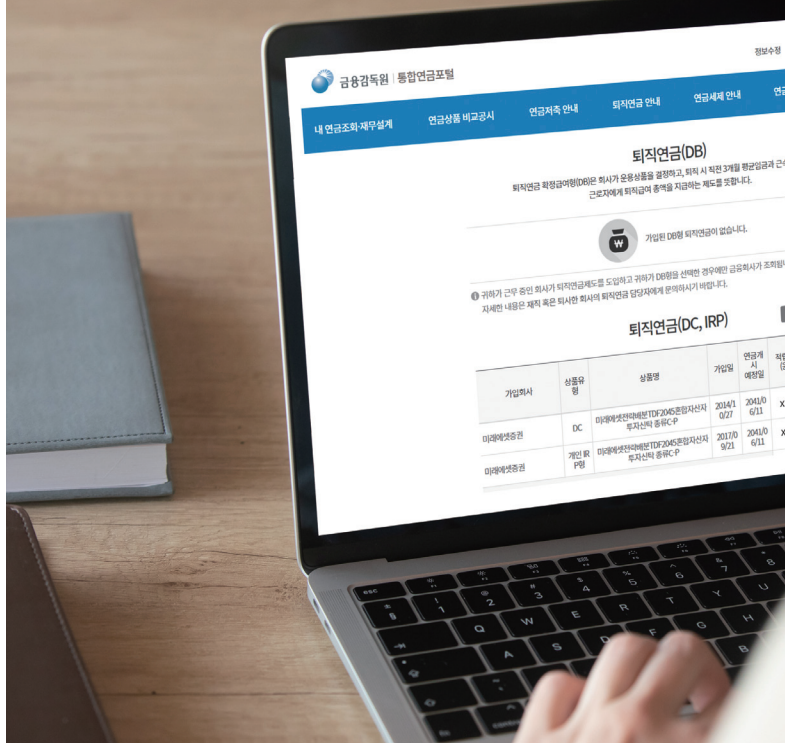 정보수정
금융감독원 | 통합연금포털
내 연금조회·재무설계 연금상품 비교공시 연금저축 안내 퇴직연금 안내 연금세제 안내
퇴직연금(DB)
퇴직연금 확정급여형(DB)은 회사가 운용상품을 결정하고, 퇴직 시 직전 3개월 평균임금과
근로자에게 퇴직급여 총액을 지급하는 제도를 뜻합니다.
가입된 DB형 퇴직연금이 없습니다.
귀하가 근무 중인 회사가 퇴직연금제도를 도입하고 귀하가 DB형을 선택한 경우에만 금융회사가
자세한 내용은 재직 혹은 퇴사한 회사의 퇴직연금 담당자에게 문의하시기 바랍니다.
퇴직연금(DC, IRP)
가입회사 상품유형 상품명 가입일 연금개시 예정일
미래에셋증권 DC 미래에셋전략배분TDF2045혼합자산자투자신탁 종류C-P 2014/10/27 2041/06/11
미래에셋증권 개인 IRP형 미래에셋전략배분TDF2045혼합자산자투자신탁 종류C-P 2017/09/21 2041/06/11
esc
1 2 3 4 5 6 7 8
Q W E R T Y U
A S D F G H
B